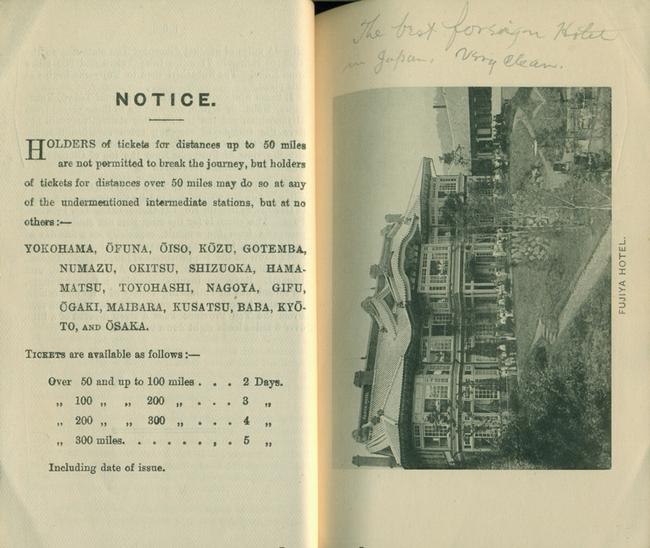 NOTICE.
HOLDERS of tickets for distances up to 50 miles
are not permitted to break the journey, but holders
of tickets for distances over 50 miles may do so at any
of the undermentioned intermediate stations, but at no
others:—
YOKOHAMA, ŌFUNA, ŌISO, KŌZU, GOTEMBA,
NUMAZU, OKITSU, SHIZUOKA, HAMA-
MATSU, TOYOHASHI, NAGOYA, GIFU,
ŌGAKI, MAIBARA, KUSATSU, BABA, KYŌ-
TO, AND ŌSAKA.
TICKETS are available as follows:—
Over 50 and up to 100 miles . . . 2 Days.
„ 100 „ „ 200 „ . . . 3 „
„ 200 „ „ 300 „ . . . 4 „
„ 300 miles. . . . . . , . 5 „
Including date of issue.
The best foreign Hotel
in Japan. Very Clean.
FUJIYA HOTEL.